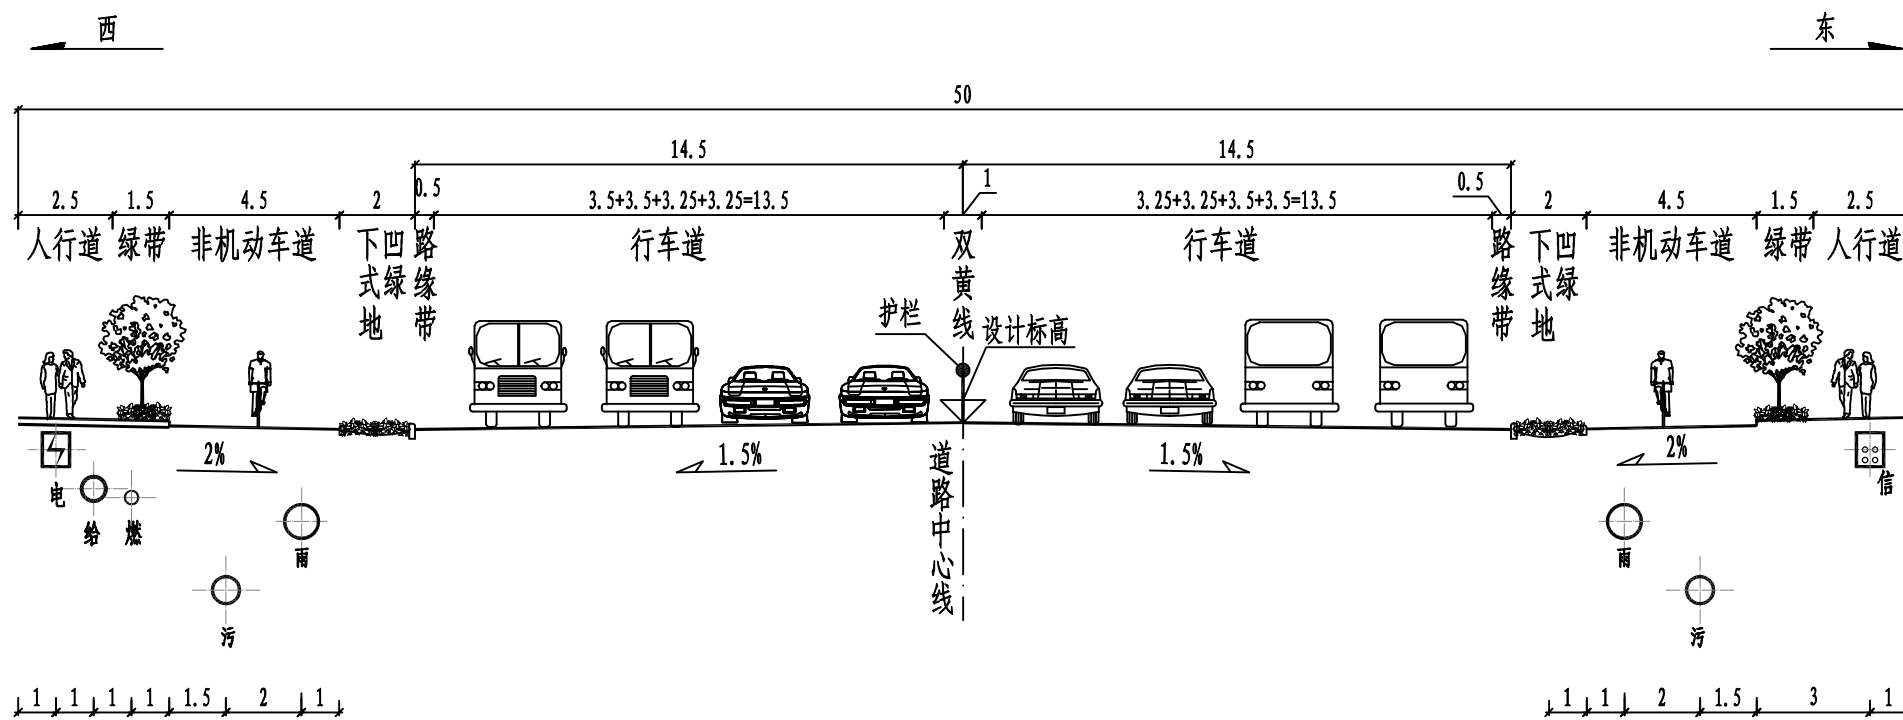 西
东
50
14.5
14.5
2.5
1.5
4.5
2
0.5
3.5+3.5+3.25+3.25=13.5
1
3.25+3.25+3.5+3.5=13.5
0.5
2
4.5
1.5
2.5
人行道
绿带
非机动车道
下凹式绿地
路缘带
行车道
双黄线
行车道
路缘带
下凹式绿地
非机动车道
绿带
人行道
护栏
设计标高
2%
1.5%
1.5%
2%
道路中心线
电
给
燃
雨
污
信
雨
污
1
1
1
1
1.5
2
1
1
1
2
1.5
3
1